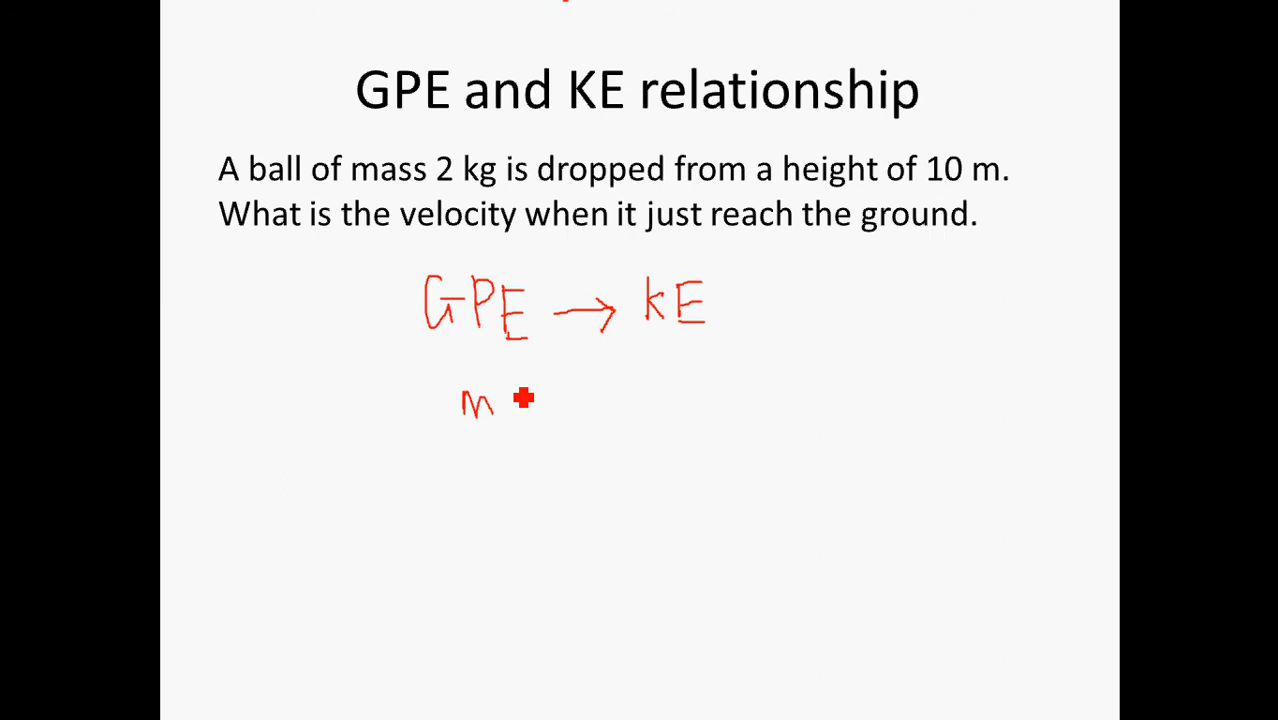 GPE and KE relationship
A ball of mass 2 kg is dropped from a height of 10 m.
What is the velocity when it just reach the ground.
GPE → KE
m